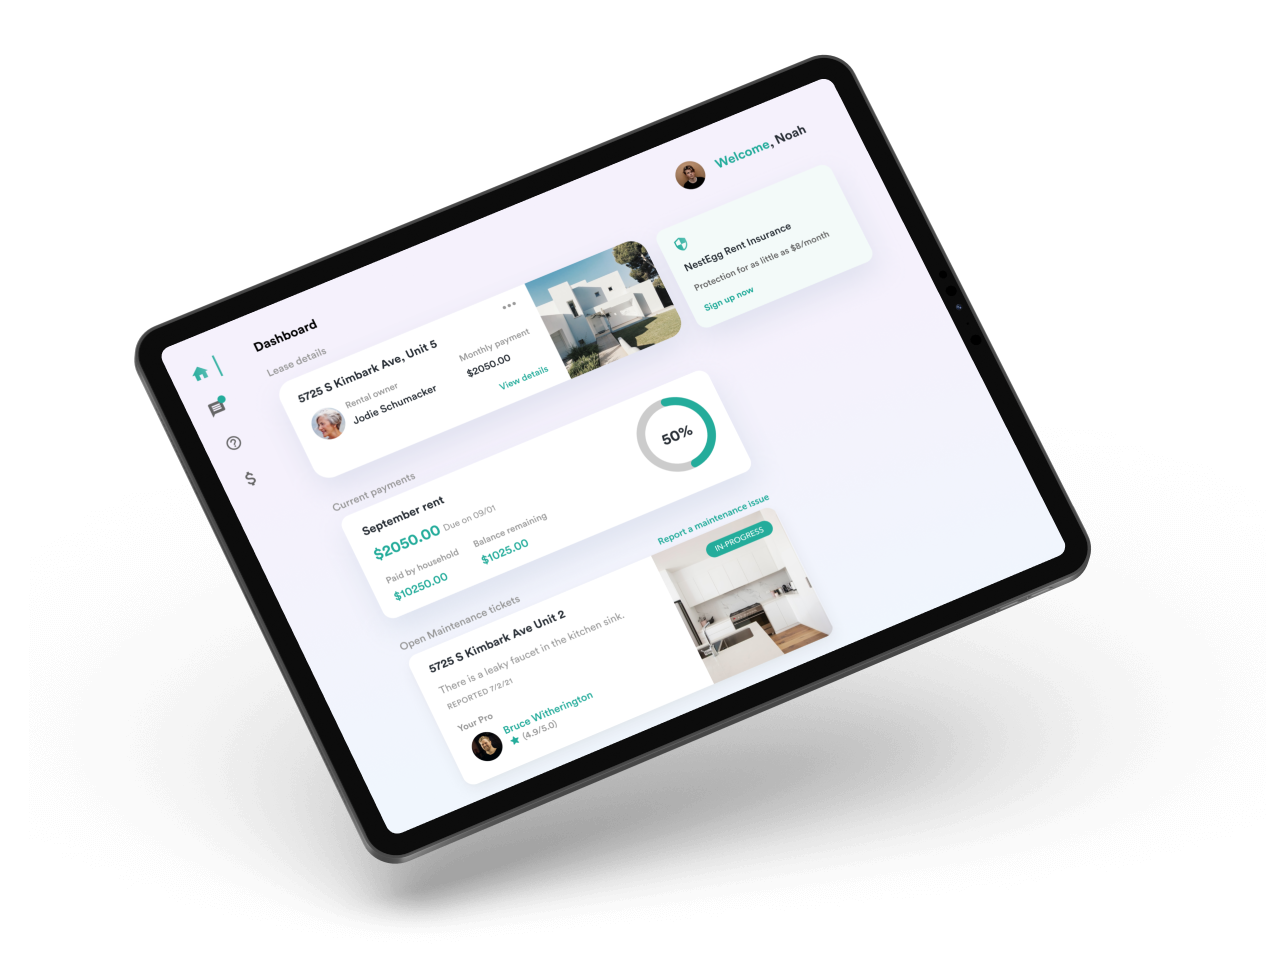 Welcome, Noah
NestEgg Rent Insurance
Protection for as little as $8/month
Sign up now
Dashboard
Lease details
5725 S Kimbark Ave, Unit 5
Rental owner
Jodie Schumacker
Monthly payment
$2050.00
View details
Current payments
September rent
$2050.00 Due on 09/01
Paid by household
$10250.00
Balance remaining
$1025.00
50%
Open Maintenance tickets
Report a maintenance issue
5725 S Kimbark Ave Unit 2
There is a leaky faucet in the kitchen sink.
REPORTED 7/2/21
Your Pro
Bruce Witherington
(4.9/5.0)
IN-PROGRESS